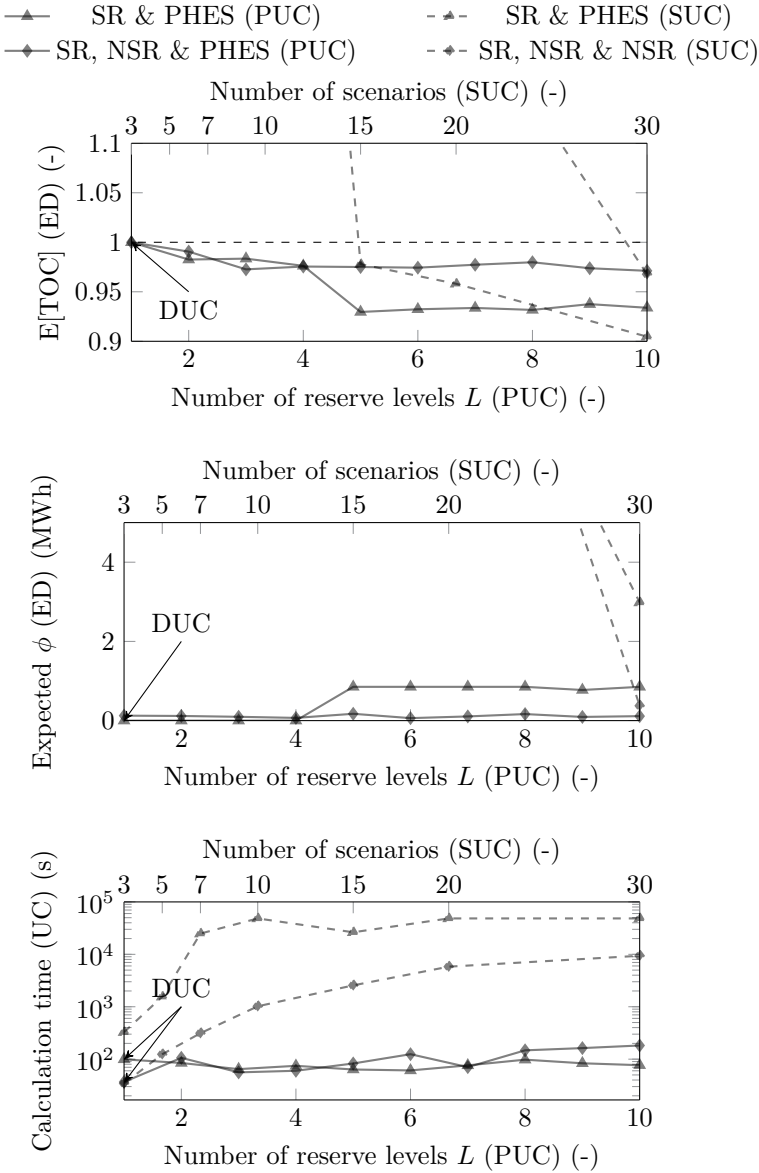 SR & PHES (PUC) SR & PHES (SUC)
SR, NSR & PHES (PUC) SR, NSR & NSR (SUC)
Number of scenarios (SUC) (-)
3 5 6 7 9 10 12 15 20 30
E[TOC] (ED) (-)
1.1
1.05
1
0.95
0.9
DUC
2 4 6 8 10
Number of reserve levels L (PUC) (-)
Number of scenarios (SUC) (-)
3 5 6 7 10 15 20 30
Expected ϕ (ED) (MWh)
4
2
0
DUC
2 4 6 8 10
Number of reserve levels L (PUC) (-)
Number of scenarios (SUC) (-)
3 5 7 10 15 20 30
Calculation time (UC) (s)
10^5
10^4
10^3
10^2
DUC
2 4 6 8 10
Number of reserve levels L (PUC) (-)